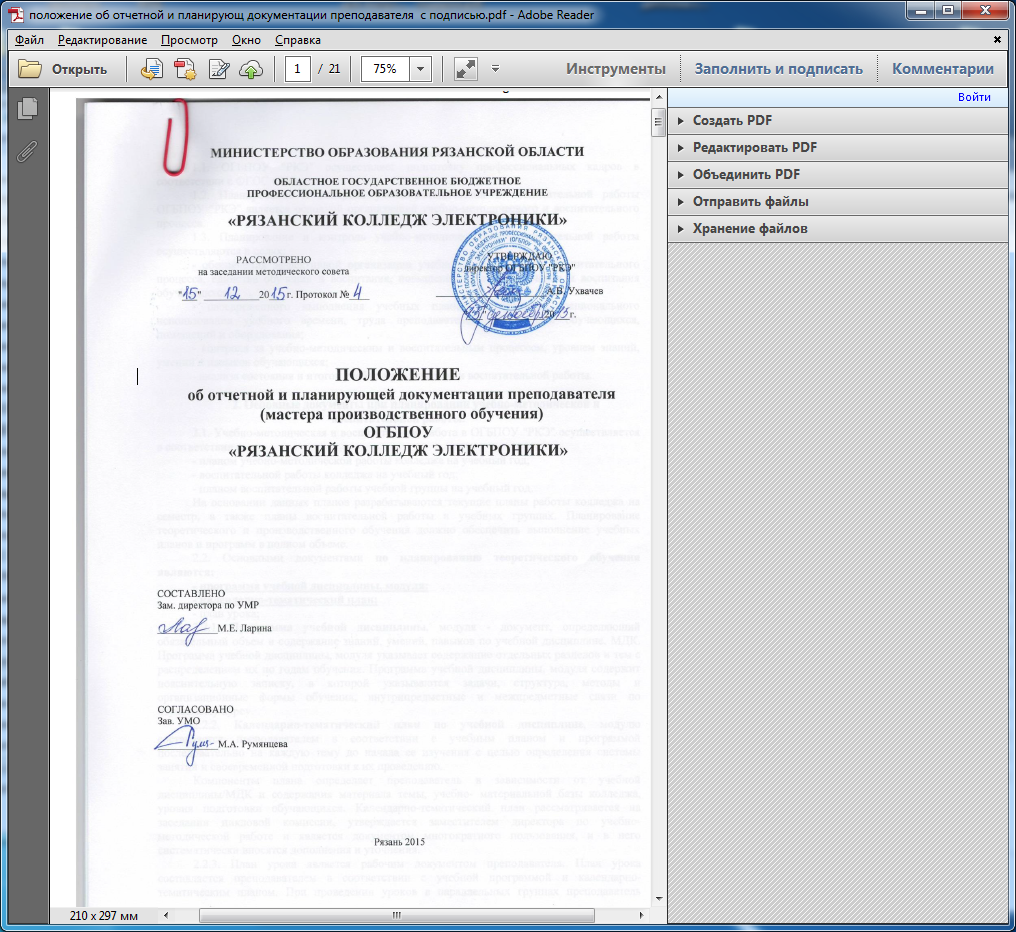 положение об отчетной и планирующ документации преподавателя с подписью.pdf - Adobe Reader
Файл Редактирование Просмотр Окно Справка
Открыть 1 / 21 75% Инструменты Заполнить и подписать Комментарии
Войти
Создать PDF
Редактировать PDF
Объединить PDF
Отправить файлы
Хранение файлов
МИНИСТЕРСТВО ОБРАЗОВАНИЯ РЯЗАНСКОЙ ОБЛАСТИ
ОБЛАСТНОЕ ГОСУДАРСТВЕННОЕ БЮДЖЕТНОЕ
ПРОФЕССИОНАЛЬНОЕ ОБРАЗОВАТЕЛЬНОЕ УЧРЕЖДЕНИЕ
«РЯЗАНСКИЙ КОЛЛЕДЖ ЭЛЕКТРОНИКИ»
РАССМОТРЕНО
на заседании методического совета
"15" 12 2015 г. Протокол № 4
УТВЕРЖДАЮ
директор ОГБПОУ "РКЭ"
А.В. Ухвачев
ПОЛОЖЕНИЕ
об отчетной и планирующей документации преподавателя
(мастера производственного обучения)
ОГБПОУ
«РЯЗАНСКИЙ КОЛЛЕДЖ ЭЛЕКТРОНИКИ»
СОСТАВЛЕНО
Зам. директора по УМР
М.Е. Ларина
СОГЛАСОВАНО
Зав. УМО
М.А. Румянцева
Рязань 2015
210 x 297 мм